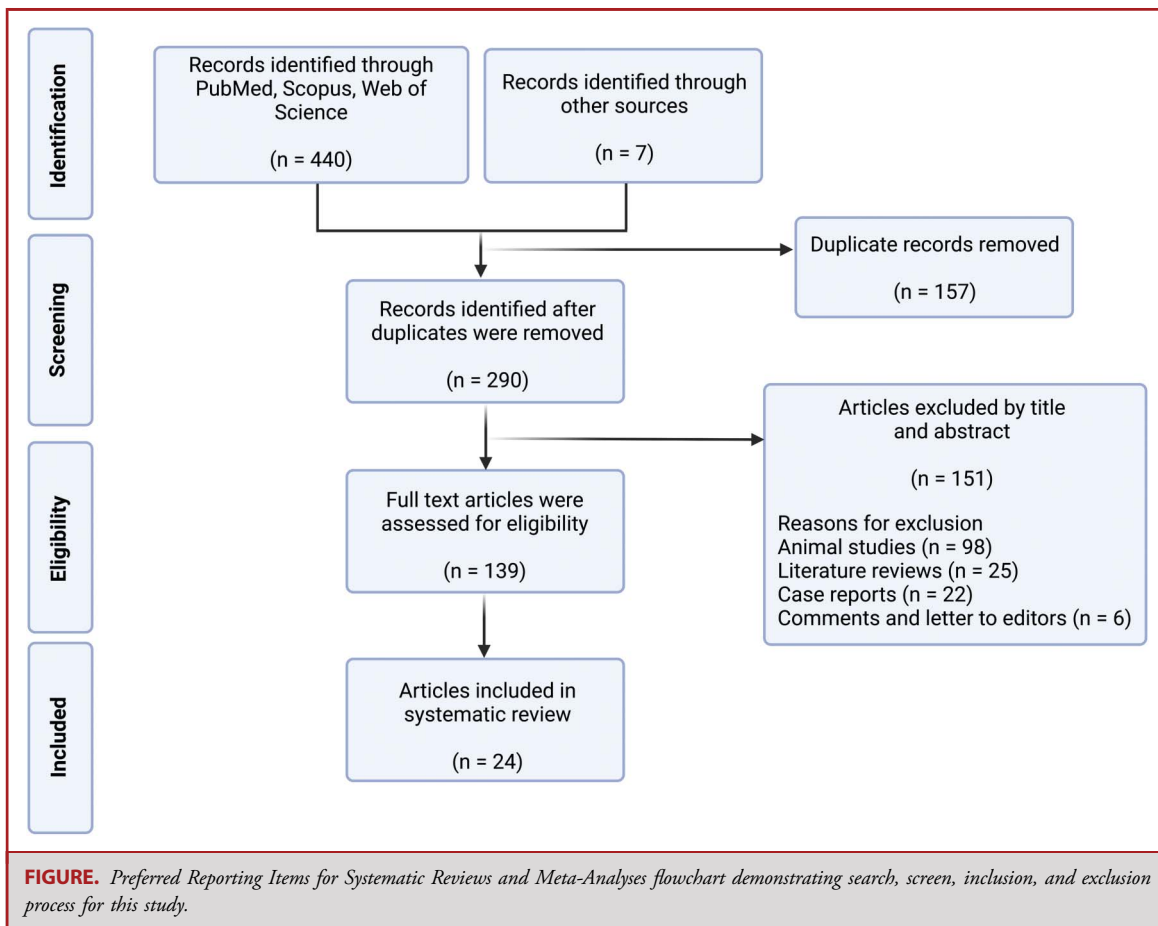 Identification
Records identified through
PubMed, Scopus, Web of
Science
(n = 440)
Records identified through
other sources
(n = 7)
Screening
Duplicate records removed
(n = 157)
Records identified after
duplicates were removed
(n = 290)
Articles excluded by title
and abstract
(n = 151)
Reasons for exclusion
Animal studies (n = 98)
Literature reviews (n = 25)
Case reports (n = 22)
Comments and letter to editors (n = 6)
Eligibility
Full text articles were
assessed for eligibility
(n = 139)
Included
Articles included in
systematic review
(n = 24)
FIGURE. Preferred Reporting Items for Systematic Reviews and Meta-Analyses flowchart demonstrating search, screen, inclusion, and exclusion
process for this study.